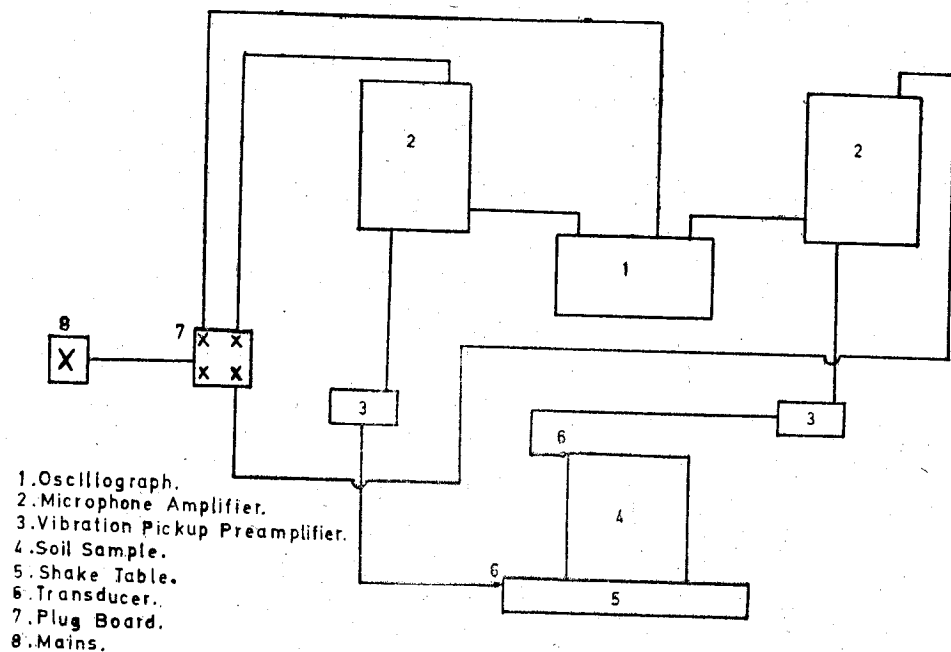 2
2
1
8
7
3
3
6
4
6
5
1.Oscillograph.
2.Microphone Amplifier.
3.Vibration Pickup Preamplifier.
4.Soil Sample.
5.Shake Table.
6.Transducer.
7.Plug Board.
8.Mains.